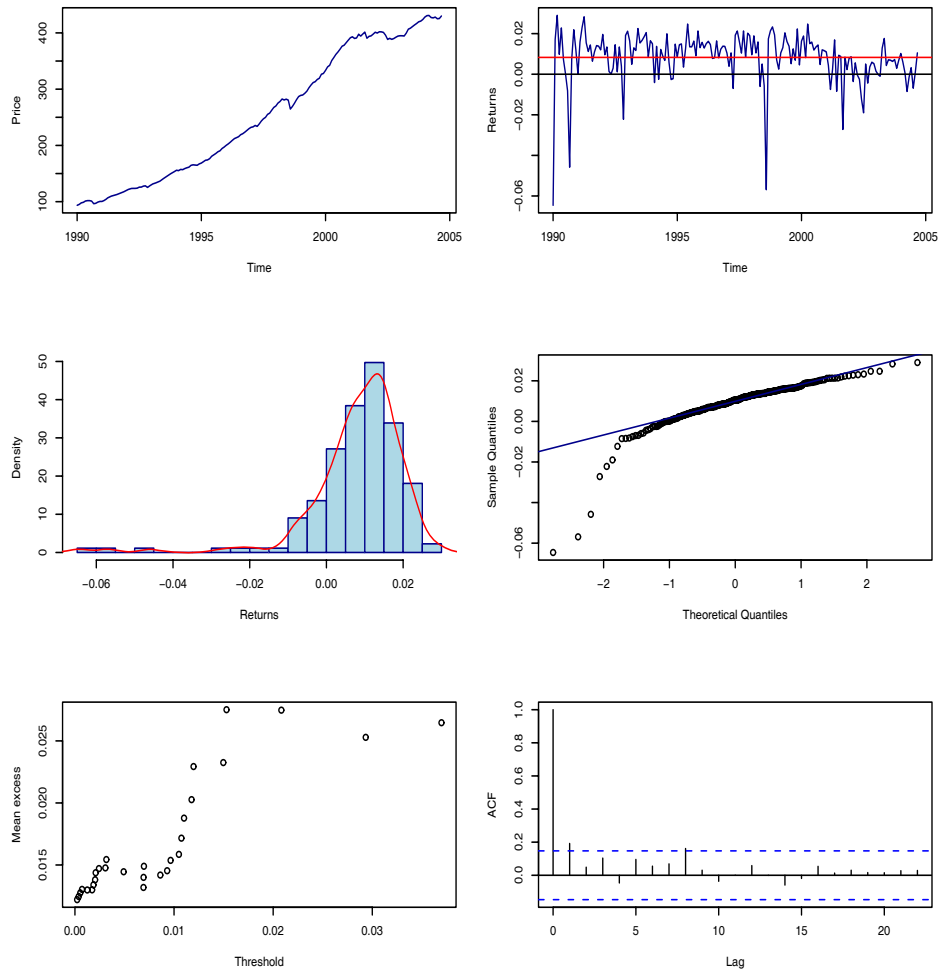 400
300
200
100
Price
1990 1995 2000 2005
Time
0.02
0.00
−0.02
−0.06
Returns
1990 1995 2000 2005
Time
50
40
30
20
10
0
Density
−0.06 −0.04 −0.02 0.00 0.02
Returns
0.02
0.00
−0.02
−0.06
Sample Quantiles
−2 −1 0 1 2
Theoretical Quantiles
0.025
0.020
0.015
Mean excess
0.00 0.01 0.02 0.03
Threshold
1.0
0.8
0.6
0.4
0.2
0.0
ACF
0 5 10 15 20
Lag